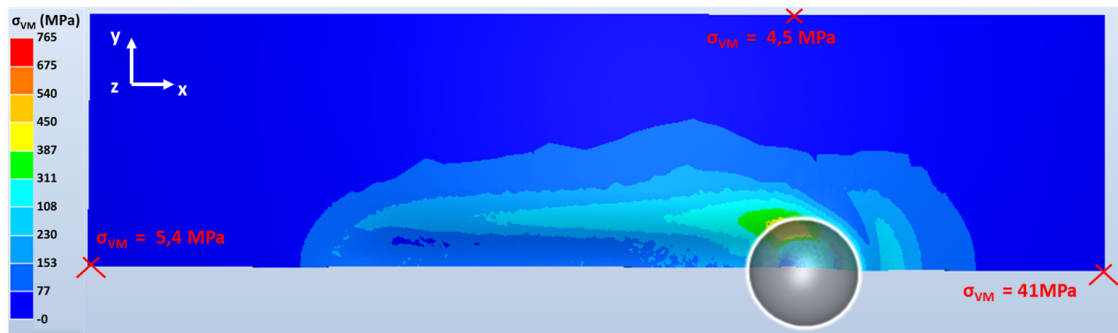 σVM (MPa)
765
675
540
450
387
311
108
230
153
77
-0
y
z
x
σVM = 4,5 MPa
σVM = 5,4 MPa
σVM = 41MPa